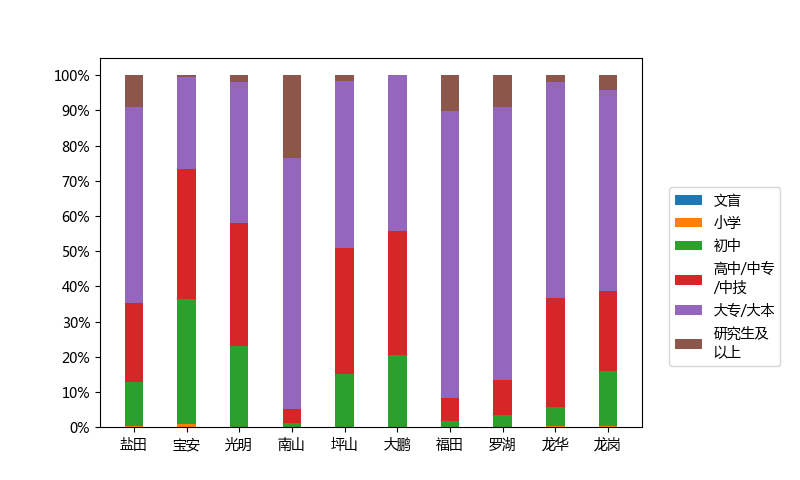 100%
90%
80%
70%
60%
50%
40%
30%
20%
10%
0%
盐田 宝安 光明 南山 坪山 大鹏 福田 罗湖 龙华 龙岗
文盲
小学
初中
高中/中专
/中技
大专/大本
研究生及
以上